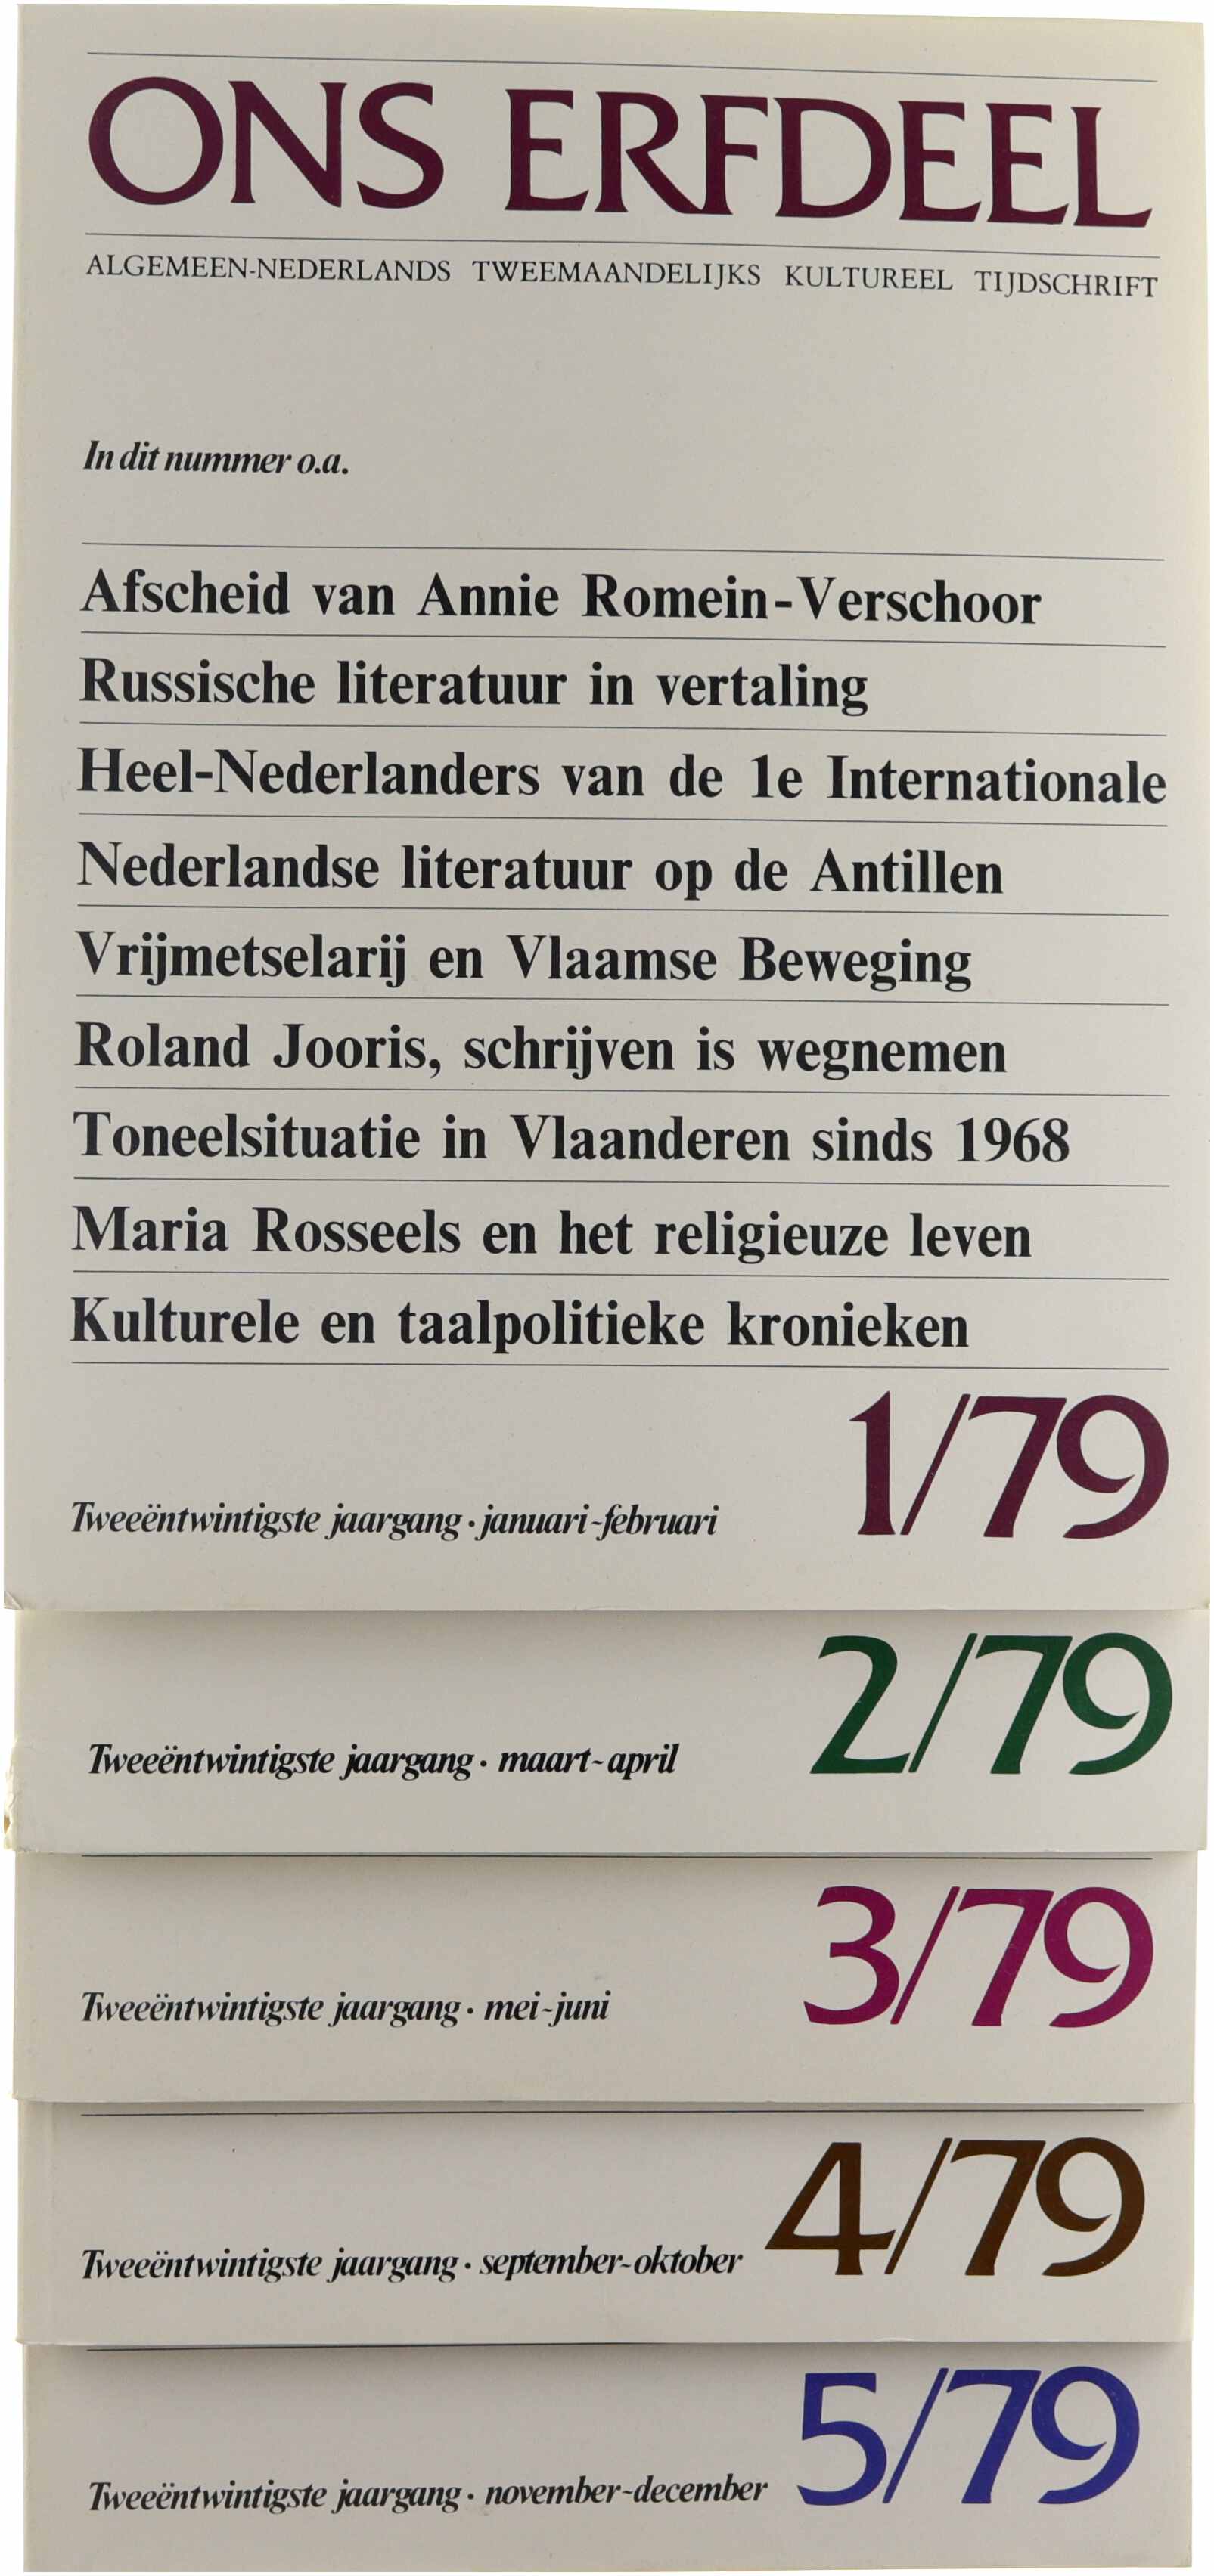 ONS ERFDEEL
ALGEMEEN-NEDERLANDS TWEEMAANDELIJKS KULTUREEL TIJDSCHRIFT
In dit nummer o.a.
Afscheid van Annie Romein-Verschoor
Russische literatuur in vertaling
Heel-Nederlanders van de 1e Internationale
Nederlandse literatuur op de Antillen
Vrijmetselarij en Vlaamse Beweging
Roland Jooris, schrijven is wegnemen
Toneelsituatie in Vlaanderen sinds 1968
Maria Rosseels en het religieuze leven
Kulturele en taalpolitieke kronieken
1/79
Tweeëntwintigste jaargang · januari-februari
2/79
Tweeëntwintigste jaargang · maart-april
3/79
Tweeëntwintigste jaargang · mei-juni
4/79
Tweeëntwintigste jaargang · september-oktober
5/79
Tweeëntwintigste jaargang · november-december